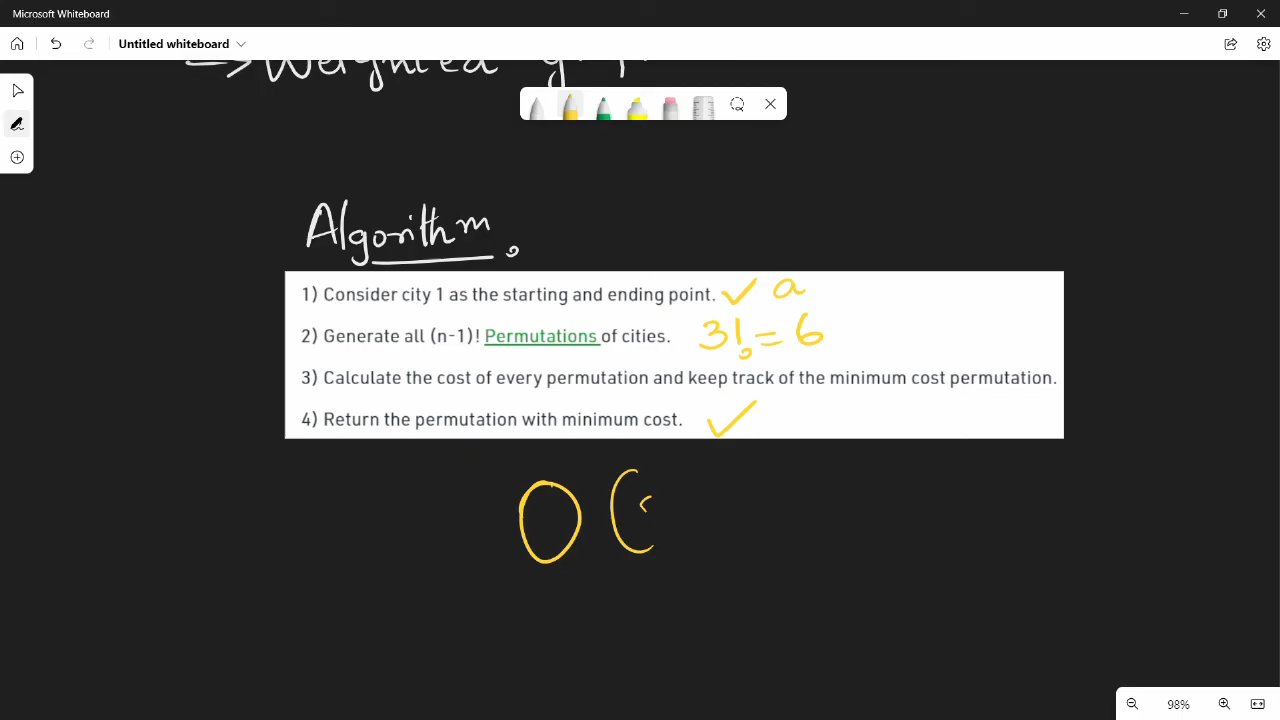 Microsoft Whiteboard
Untitled whiteboard
→ Weighted
Algorithm.
1) Consider city 1 as the starting and ending point. ✓ a
2) Generate all (n-1)! Permutations of cities. 3! = 6
3) Calculate the cost of every permutation and keep track of the minimum cost permutation.
4) Return the permutation with minimum cost. ✓
O (
98%